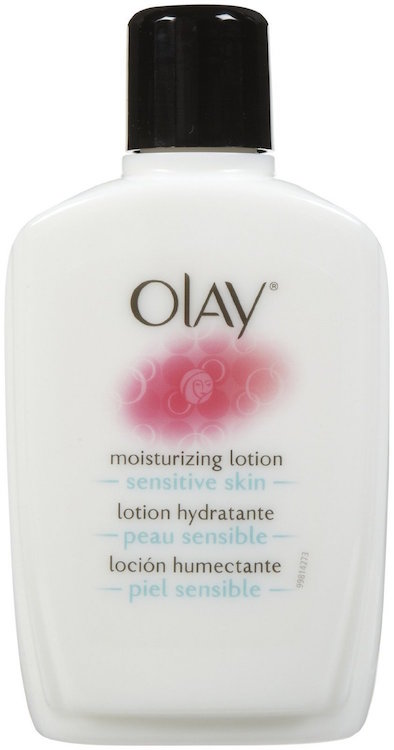 OLAY®
moisturizing lotion
sensitive skin
lotion hydratante
peau sensible
loción humectante
piel sensible
99814273